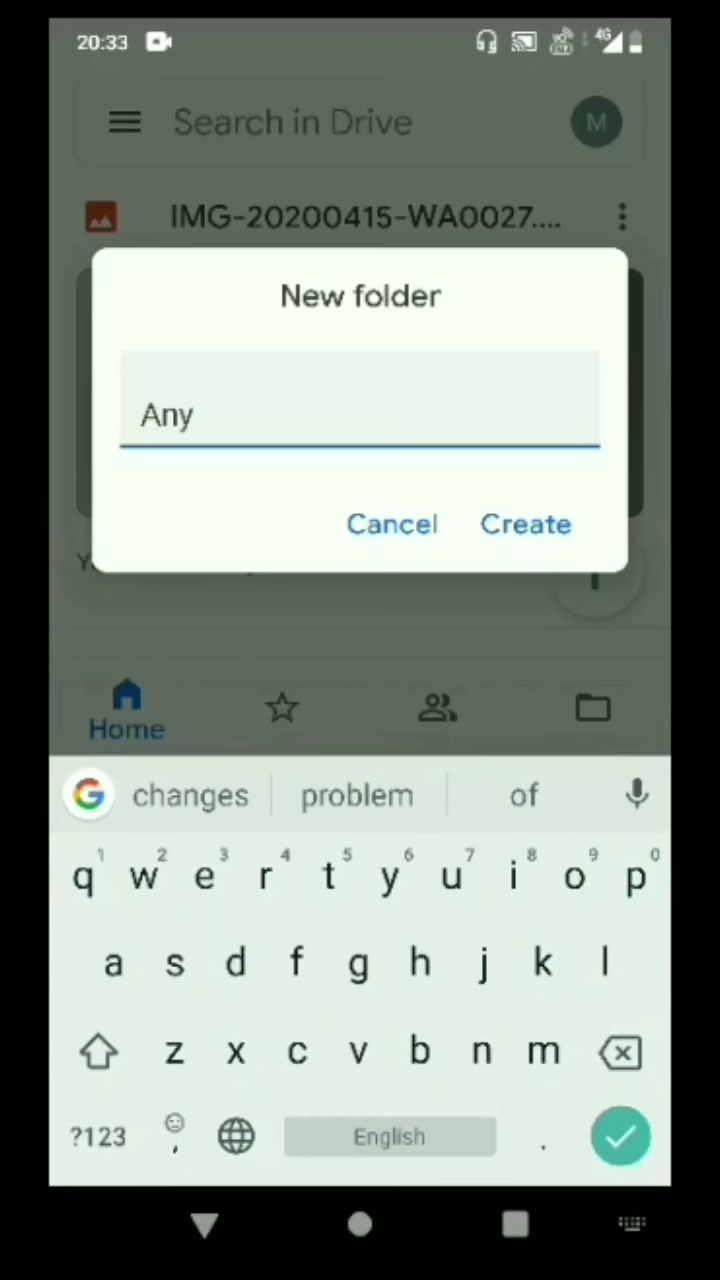 20:33
4G
Search in Drive
M
IMG-20200415-WA0027....
New folder
Any
Cancel
Create
Home
changes
problem
of
1 2 3 4 5 6 7 8 9 0
q w e r t y u i o p
a s d f g h j k l
z x c v b n m
?123
,
English
.